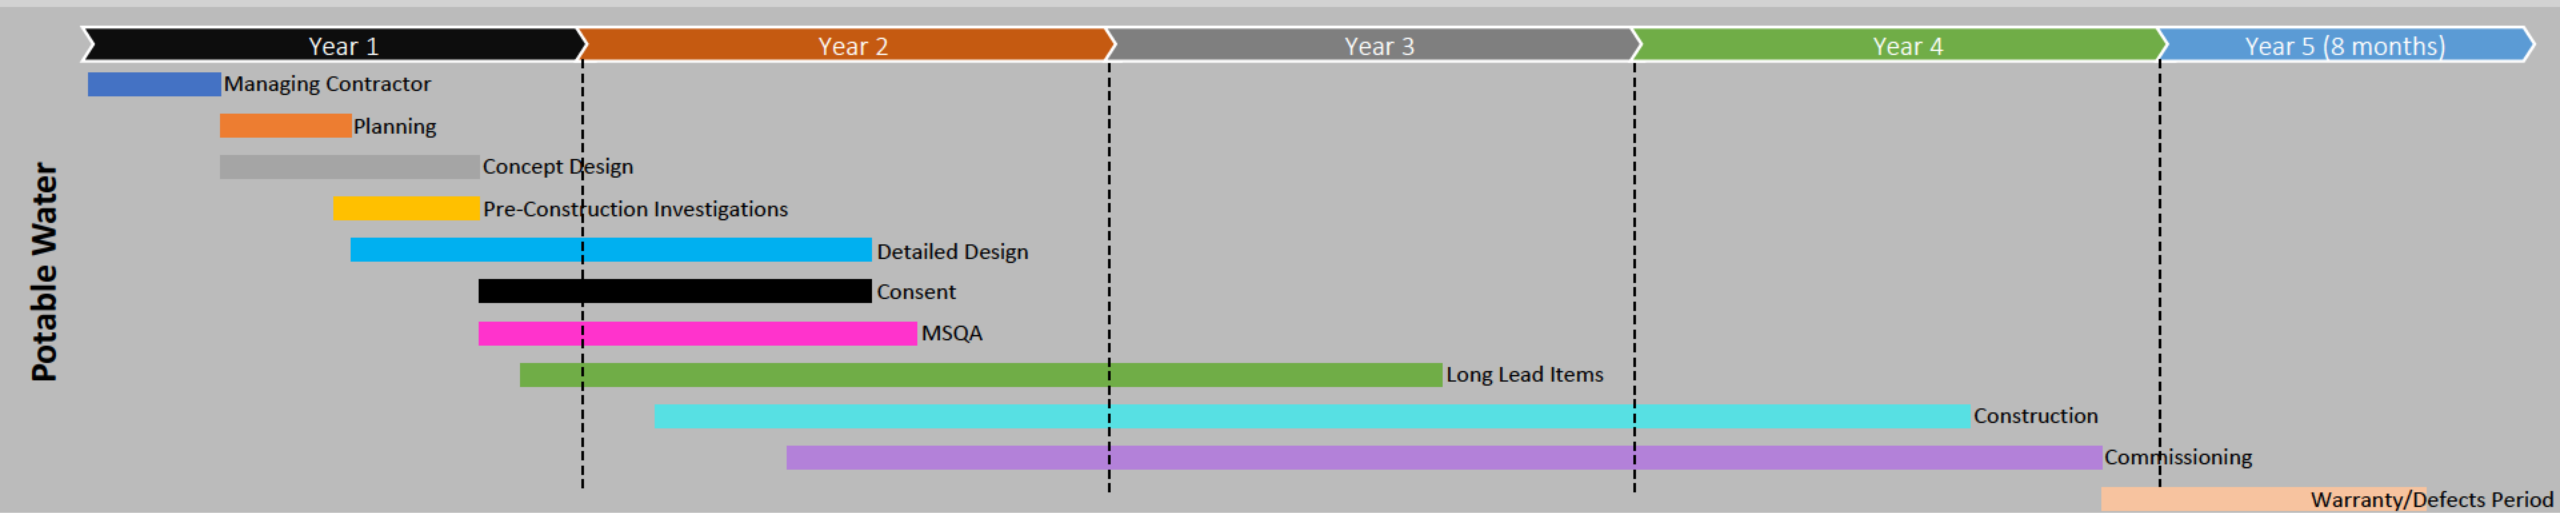 Year 1
Year 2
Year 3
Year 4
Year 5 (8 months)
Potable Water
Managing Contractor
Planning
Concept Design
Pre-Construction Investigations
Detailed Design
Consent
MSQA
Long Lead Items
Construction
Commissioning
Warranty/Defects Period